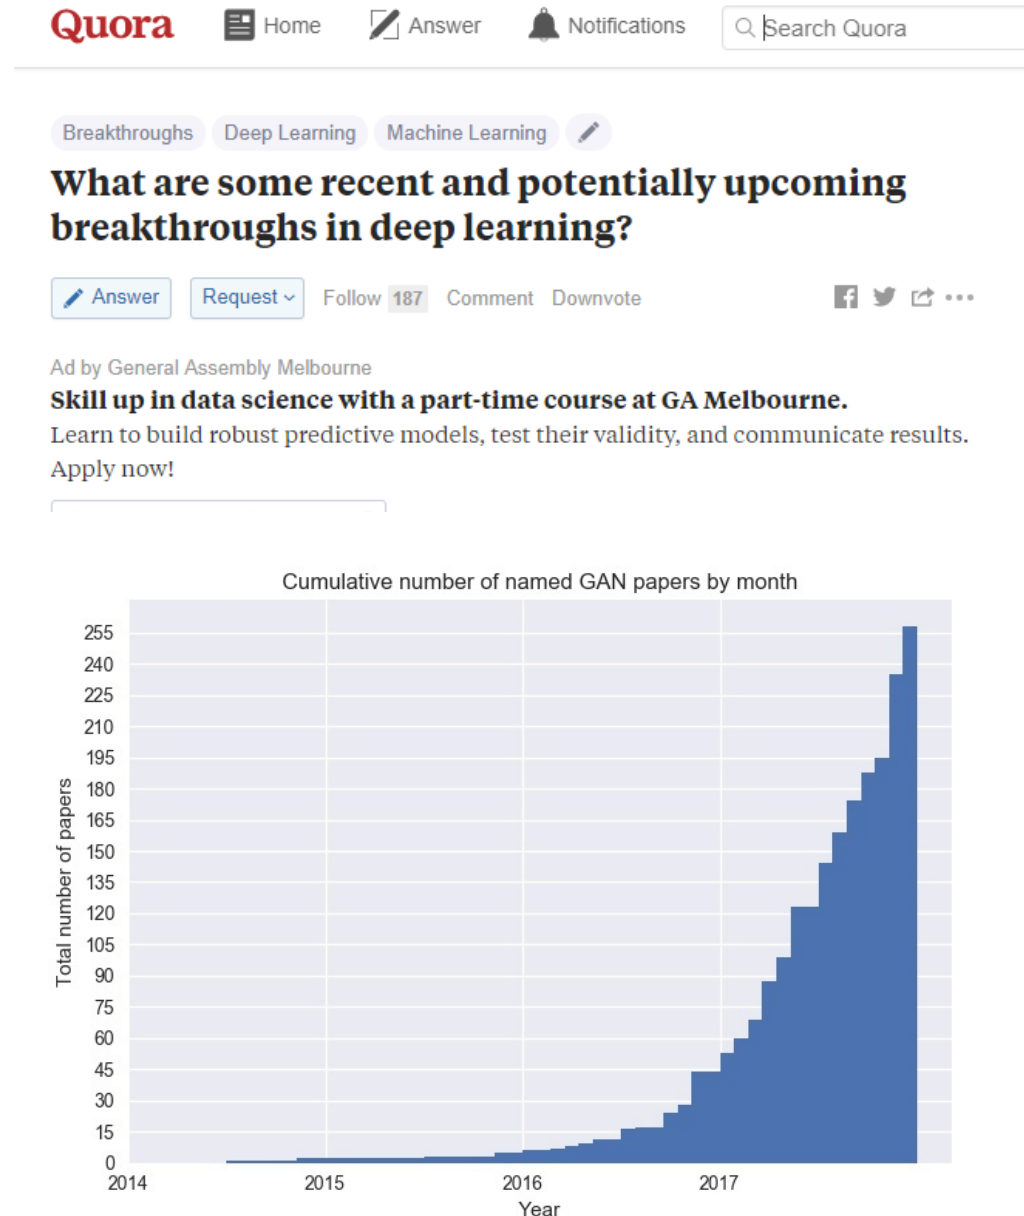 Quora
Home
Answer
Notifications
Search Quora
Breakthroughs
Deep Learning
Machine Learning
What are some recent and potentially upcoming
breakthroughs in deep learning?
Answer
Request
Follow 187
Comment
Downvote
Ad by General Assembly Melbourne
Skill up in data science with a part-time course at GA Melbourne.
Learn to build robust predictive models, test their validity, and communicate results.
Apply now!
Cumulative number of named GAN papers by month
Total number of papers
255
240
225
210
195
180
165
150
135
120
105
90
75
60
45
30
15
0
2014
2015
2016
2017
Year